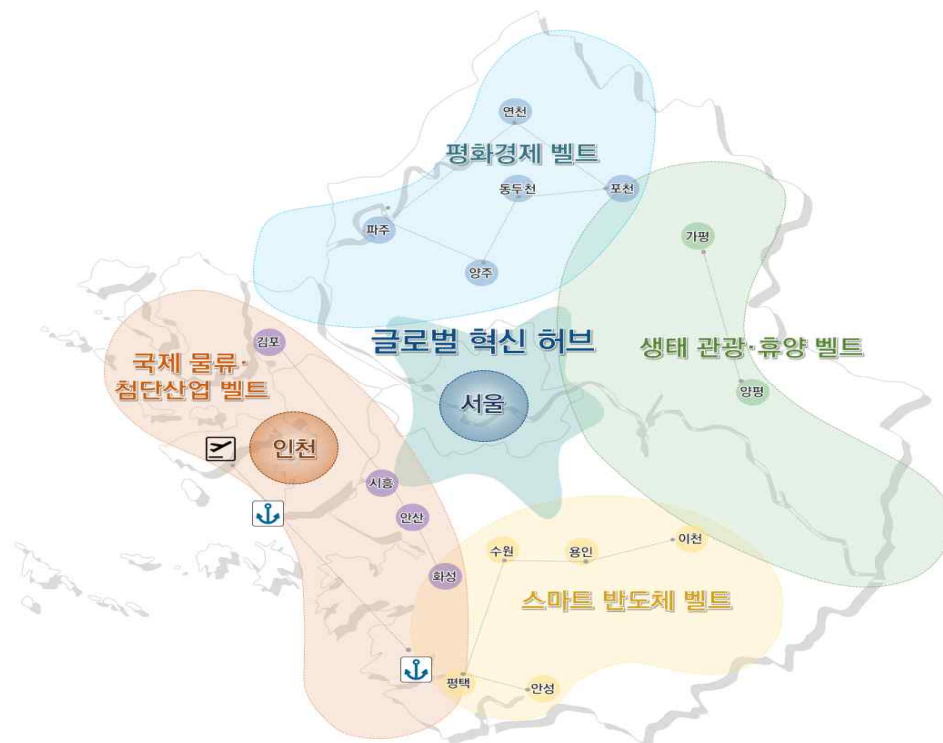 연천
평화경제 벨트
동두천
포천
파주
가평
양주
글로벌 혁신 허브
김포
생태 관광·휴양 벨트
국제 물류·
첨단산업 벨트
양평
서울
인천
시흥
안산
이천
수원
용인
화성
스마트 반도체 벨트
평택
안성